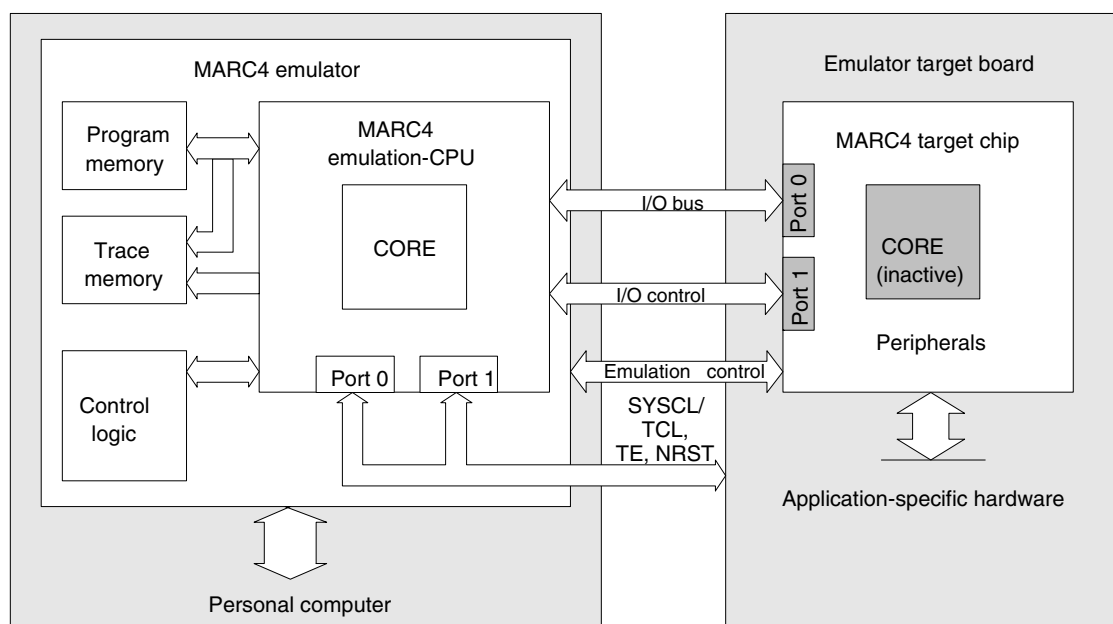 MARC4 emulator
Program
memory
Trace
memory
Control
logic
MARC4
emulation-CPU
CORE
Port 0
Port 1
Personal computer
I/O bus
I/O control
Emulation control
SYSCL/
TCL,
TE, NRST
Emulator target board
MARC4 target chip
Port 0
Port 1
CORE
(inactive)
Peripherals
Application-specific hardware